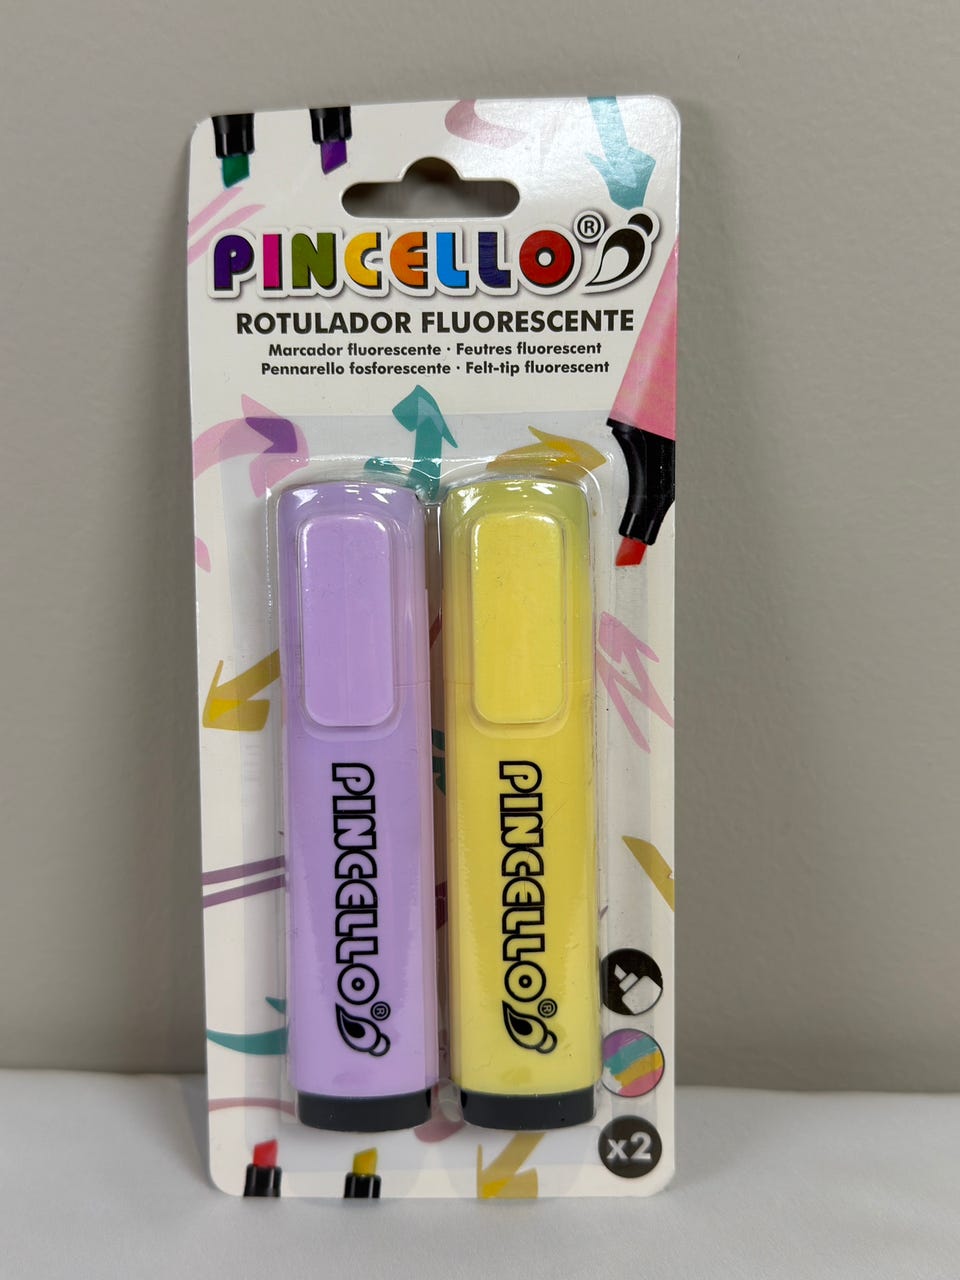 PINCELLO®
ROTULADOR FLUORESCENTE
Marcador fluorescente · Feutres fluorescent
Pennarello fosforescente · Felt-tip fluorescent
PINCELLO®
PINCELLO®
x2